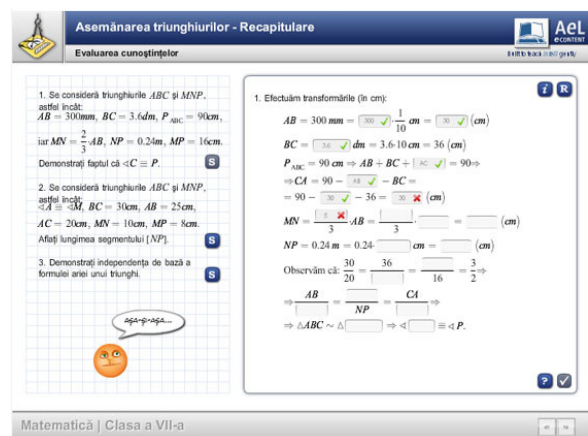 Asemănarea triunghiurilor - Recapitulare
AeL
eCONTENT
Evaluarea cunoştinţelor
1. Se consideră triunghiurile ABC şi MNP,
astfel încât:
AB = 300mm, BC = 3.6dm, P_ABC = 90cm,
iar MN = 2/3 AB, NP = 0.24m, MP = 16cm.
Demonstraţi faptul că ∢C ≡ P.
S
2. Se consideră triunghiurile ABC şi MNP,
astfel încât:
∢A ≡ ∢M, BC = 30cm, AB = 25cm,
AC = 20cm, MN = 10cm, MP = 8cm.
Aflaţi lungimea segmentului [NP].
S
3. Demonstraţi independenţa de bază a
formulei ariei unui triunghi.
S
AŞA-ŞI-AŞA...
i R
1. Efectuăm transformările (în cm):
AB = 300 mm = 300 · 1/10 cm = 30 (cm)
BC = 3.6 dm = 3.6·10 cm = 36 (cm)
P_ABC = 90 cm ⇒ AB + BC + AC = 90⇒
⇒CA = 90 − AB − BC =
= 90 − 30 − 36 = 30 (cm)
MN = /3 ·AB = /3 · = (cm)
NP = 0.24 m = 0.24· cm = (cm)
Observăm că: 30/20 = 36/ = /16 = 3/2 ⇒
⇒ AB/ = /NP = CA/ ⇒
⇒ △ABC ∼ △ ⇒ ∢ ≡ ∢ P.
?
Matematică | Clasa a VII-a